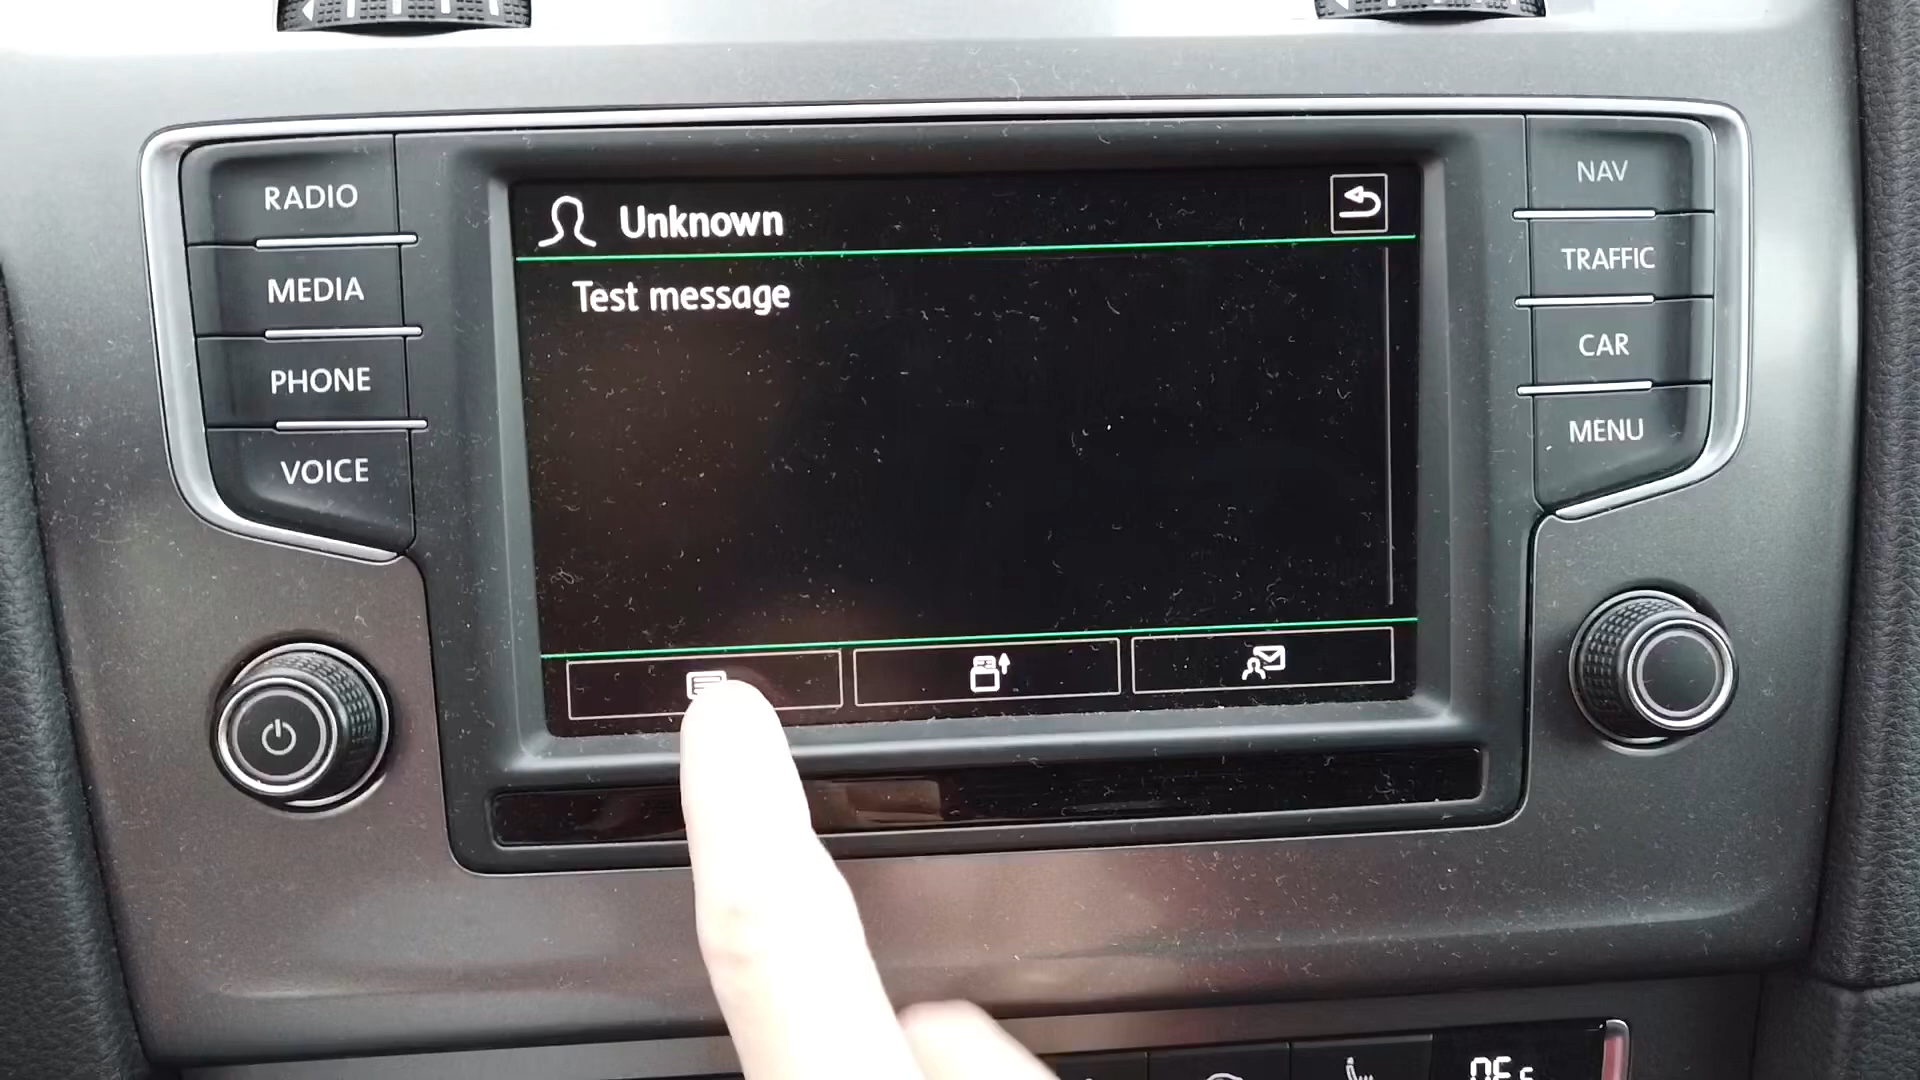 RADIO
MEDIA
PHONE
VOICE
Unknown
Test message
NAV
TRAFFIC
CAR
MENU